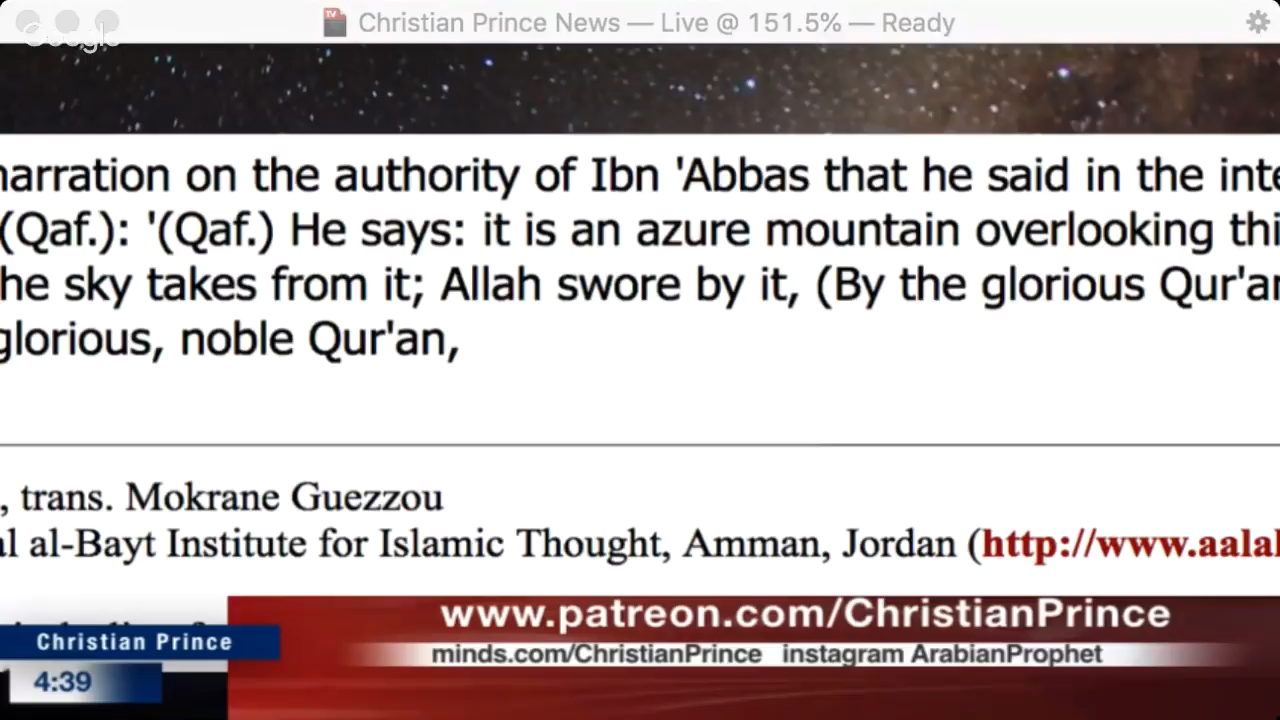 Christian Prince News — Live @ 151.5% — Ready
Google
narration on the authority of Ibn 'Abbas that he said in the
(Qaf.): '(Qaf.) He says: it is an azure mountain overlooking
he sky takes from it; Allah swore by it, (By the glorious Qur'an
glorious, noble Qur'an,
, trans. Mokrane Guezzou
al-Bayt Institute for Islamic Thought, Amman, Jordan (http://www.aalal
www.patreon.com/ChristianPrince
Christian Prince
minds.com/ChristianPrince instagram ArabianProphet
4:39